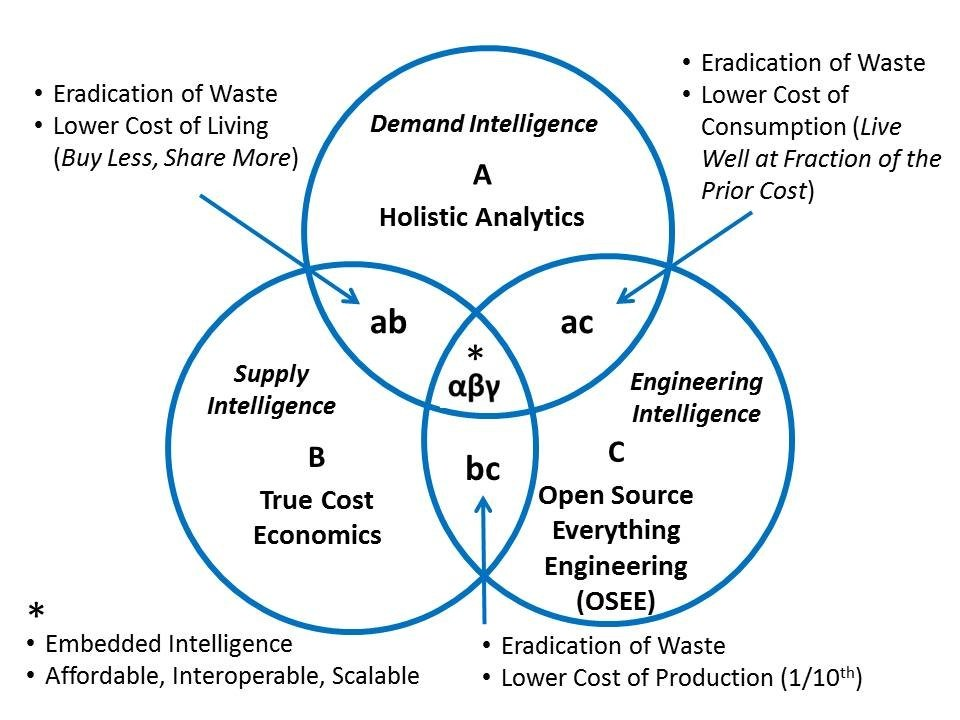 • Eradication of Waste
• Lower Cost of Living
(Buy Less, Share More)
• Eradication of Waste
• Lower Cost of
Consumption (Live
Well at Fraction of the
Prior Cost)
Demand Intelligence
A
Holistic Analytics
ab
ac
*
αβγ
Supply
Intelligence
B
True Cost
Economics
bc
Engineering
Intelligence
C
Open Source
Everything
Engineering
(OSEE)
*
• Embedded Intelligence
• Affordable, Interoperable, Scalable
• Eradication of Waste
• Lower Cost of Production (1/10th)